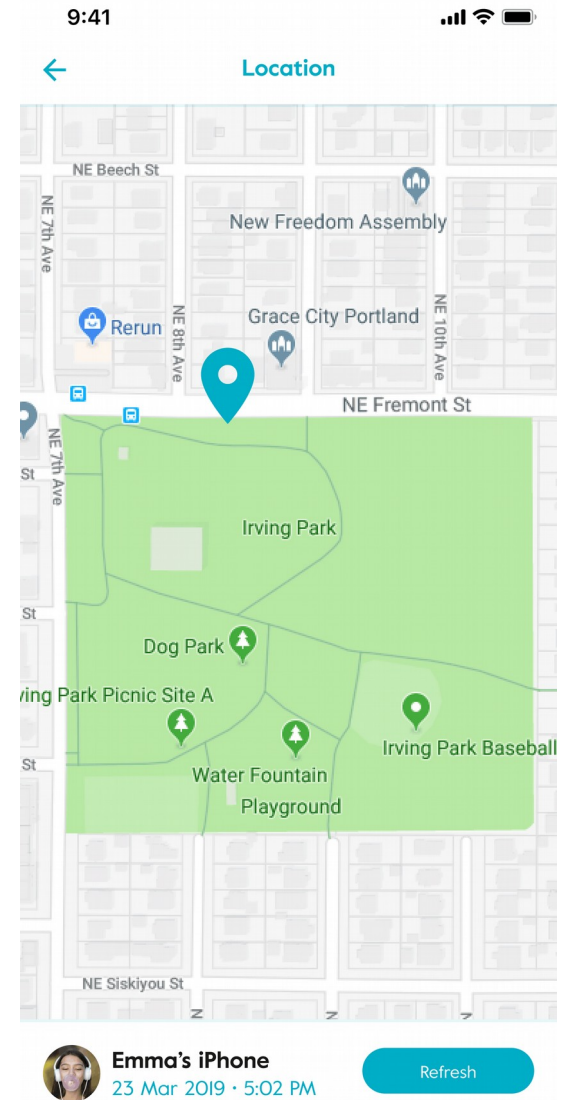 9:41
Location
NE Beech St
NE 7th Ave
New Freedom Assembly
NE 8th Ave
Grace City Portland
NE 10th Ave
Rerun
NE Fremont St
NE 7th Ave
St
Irving Park
St
Dog Park
ving Park Picnic Site A
Irving Park Baseball
St
Water Fountain
Playground
NE Siskiyou St
N
N
N
Emma's iPhone
23 Mar 2019 · 5:02 PM
Refresh